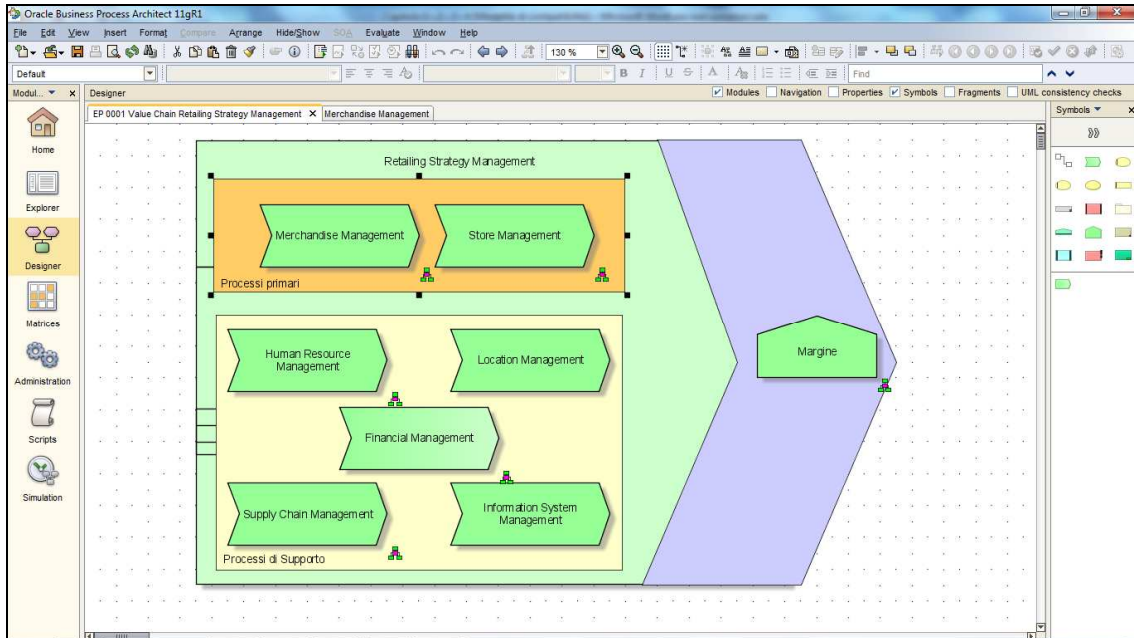 Oracle Business Process Architect 11gR1
File Edit View Insert Format Compare Arrange Hide/Show SOA Evaluate Window Help
130 %
Default
B I U S A
Find
Modul...
Designer
Modules Navigation Properties Symbols Fragments UML consistency checks
EP 0001 Value Chain Retailing Strategy Management
Merchandise Management
Symbols
Home
Explorer
Designer
Matrices
Administration
Scripts
Simulation
Retailing Strategy Management
Merchandise Management
Store Management
Processi primari
Human Resource
Management
Location Management
Financial Management
Supply Chain Management
Information System
Management
Processi di Supporto
Margine